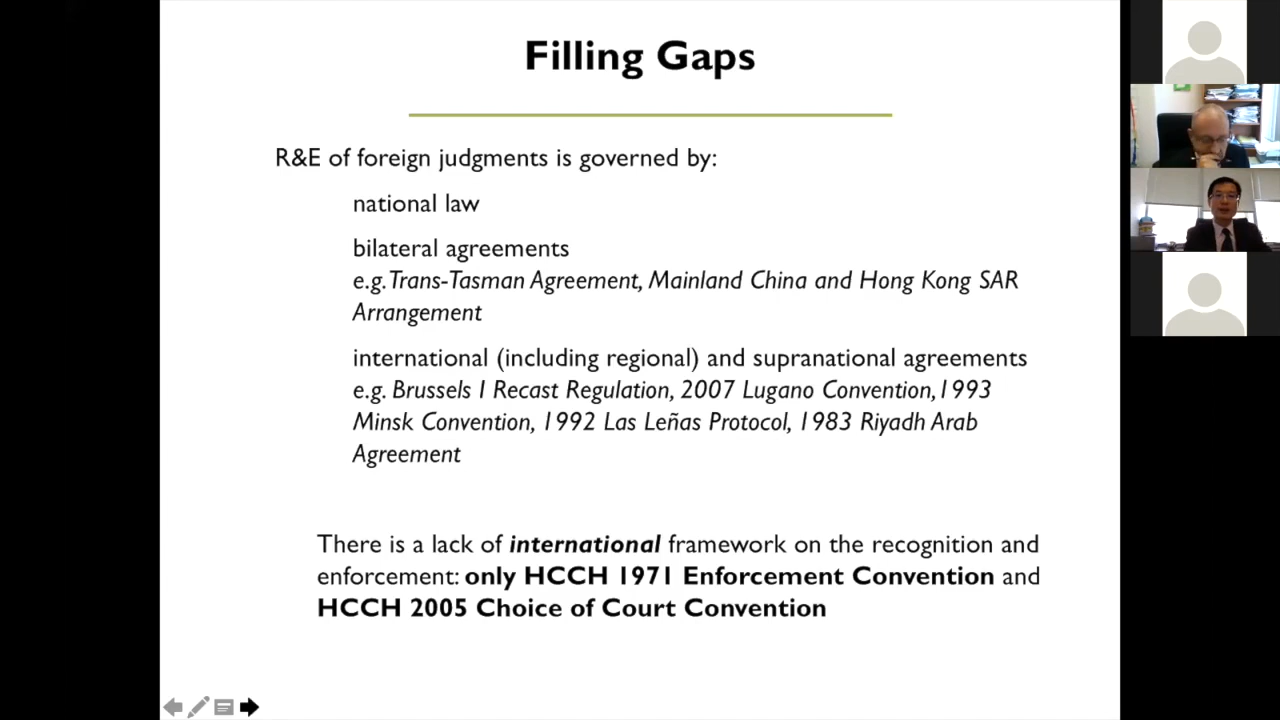 Filling Gaps
R&E of foreign judgments is governed by:
national law
bilateral agreements
e.g. Trans-Tasman Agreement, Mainland China and Hong Kong SAR
Arrangement
international (including regional) and supranational agreements
e.g. Brussels I Recast Regulation, 2007 Lugano Convention, 1993
Minsk Convention, 1992 Las Leñas Protocol, 1983 Riyadh Arab
Agreement
There is a lack of international framework on the recognition and
enforcement: only HCCH 1971 Enforcement Convention and
HCCH 2005 Choice of Court Convention